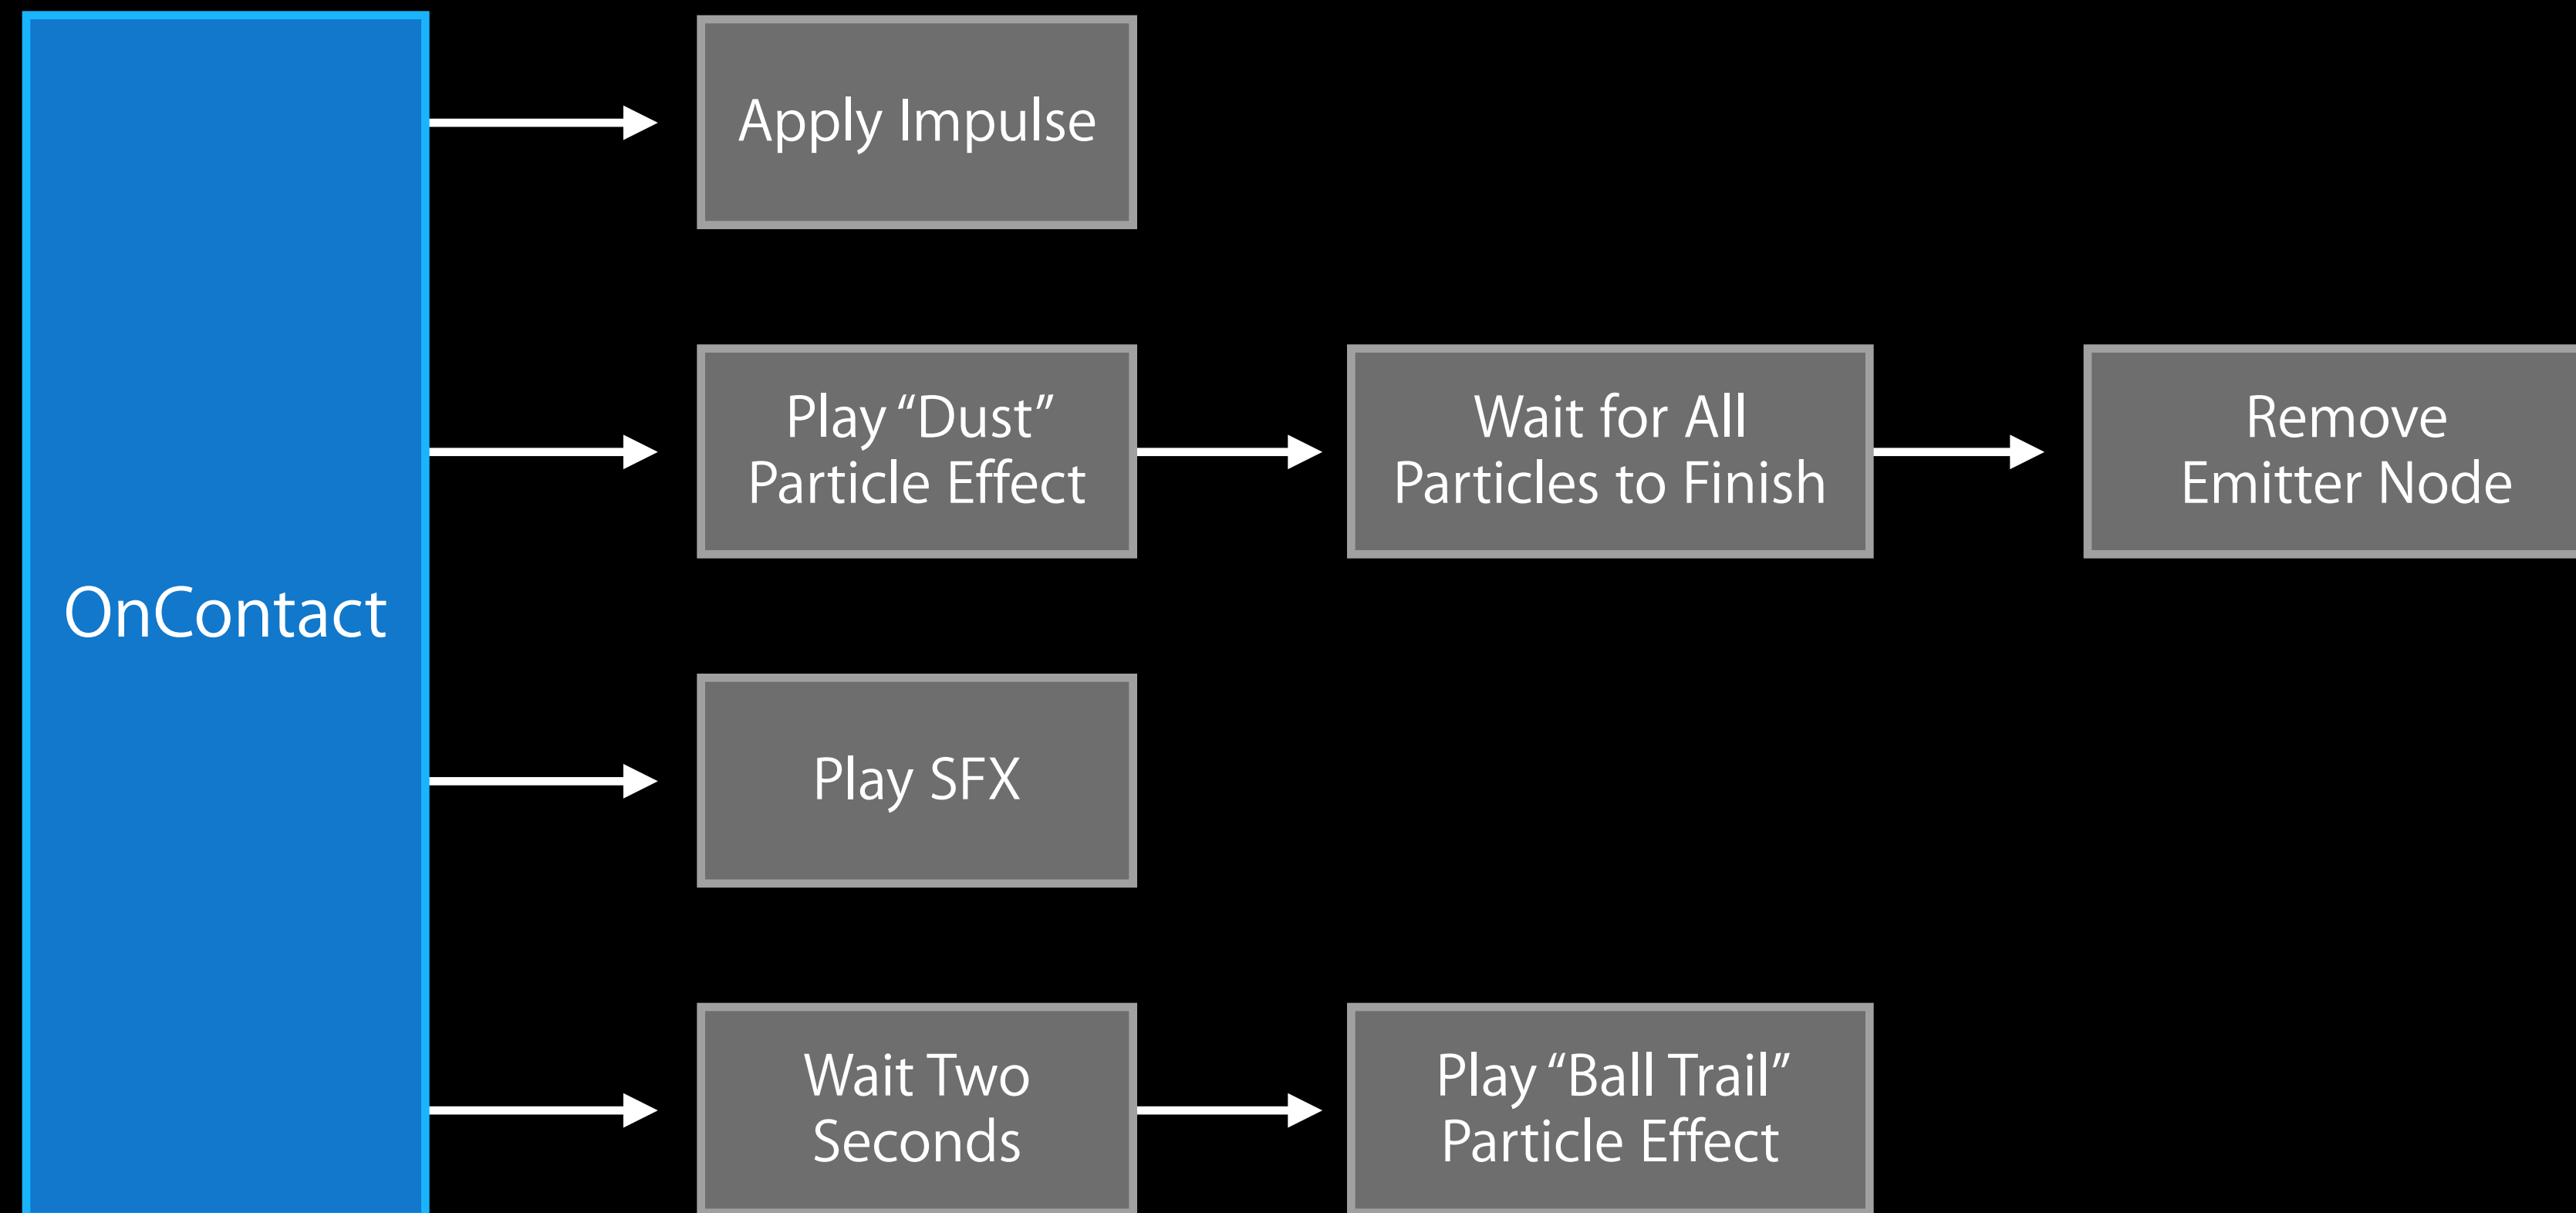 Apply Impulse
Play “Dust”
Particle Effect
Wait for All
Particles to Finish
Remove
Emitter Node
OnContact
Play SFX
Wait Two
Seconds
Play “Ball Trail”
Particle Effect